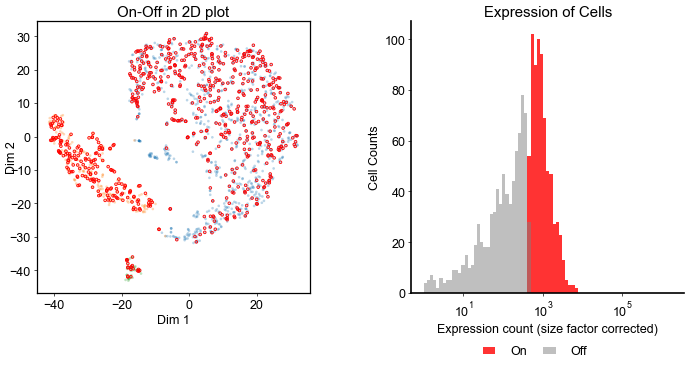 On-Off in 2D plot
Expression of Cells
30
20
10
0
−10
−20
−30
−40
Dim 2
−40
−20
0
20
Dim 1
100
80
60
40
20
0
Cell Counts
10^1
10^3
10^5
Expression count (size factor corrected)
On
Off